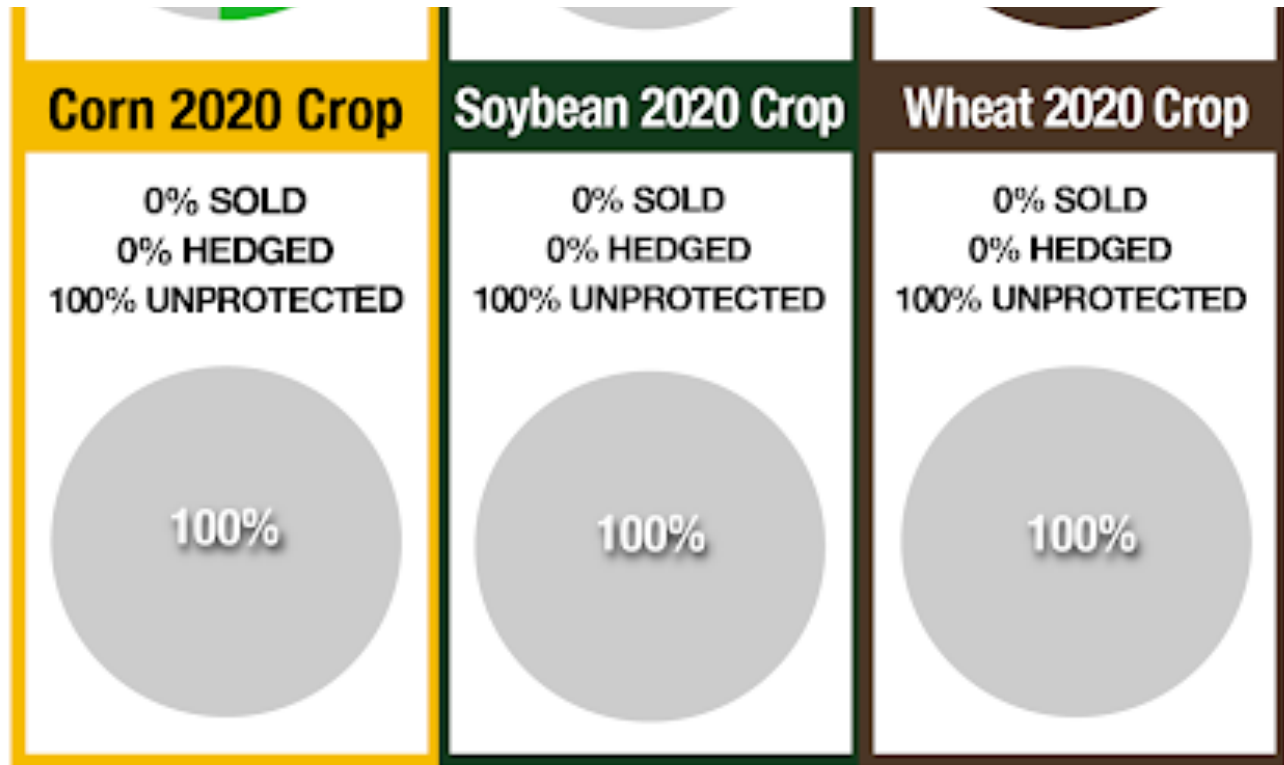 Corn 2020 Crop
0% SOLD
0% HEDGED
100% UNPROTECTED
100%
Soybean 2020 Crop
0% SOLD
0% HEDGED
100% UNPROTECTED
100%
Wheat 2020 Crop
0% SOLD
0% HEDGED
100% UNPROTECTED
100%